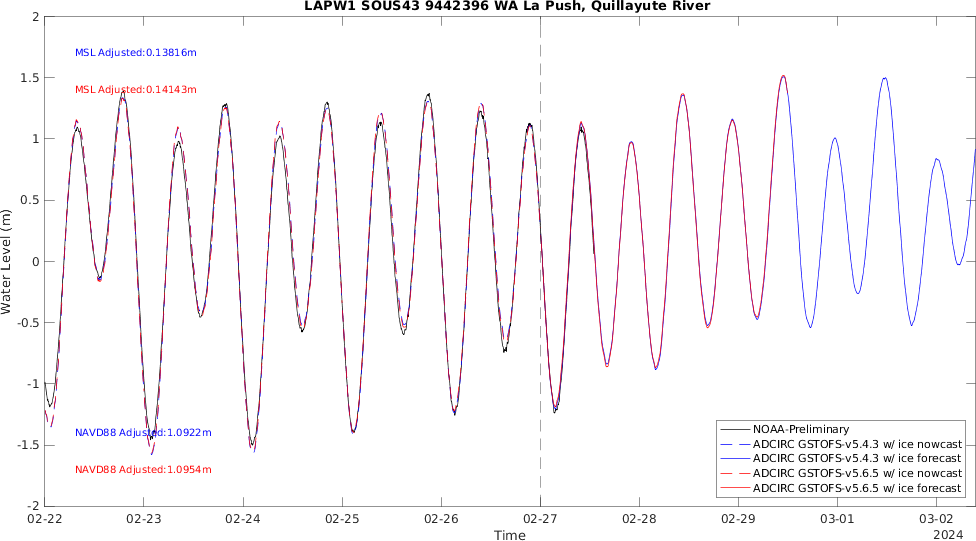 LAPW1 SOUS43 9442396 WA La Push, Quillayute River
2
1.5
1
0.5
0
-0.5
-1
-1.5
-2
Water Level (m)
MSL Adjusted:0.13816m
MSL Adjusted:0.14143m
NAVD88 Adjusted:1.0922m
NAVD88 Adjusted:1.0954m
NOAA-Preliminary
ADCIRC GSTOFS-v5.4.3 w/ ice nowcast
ADCIRC GSTOFS-v5.4.3 w/ ice forecast
ADCIRC GSTOFS-v5.6.5 w/ ice nowcast
ADCIRC GSTOFS-v5.6.5 w/ ice forecast
02-22 02-23 02-24 02-25 02-26 02-27 02-28 02-29 03-01 03-02
Time
2024